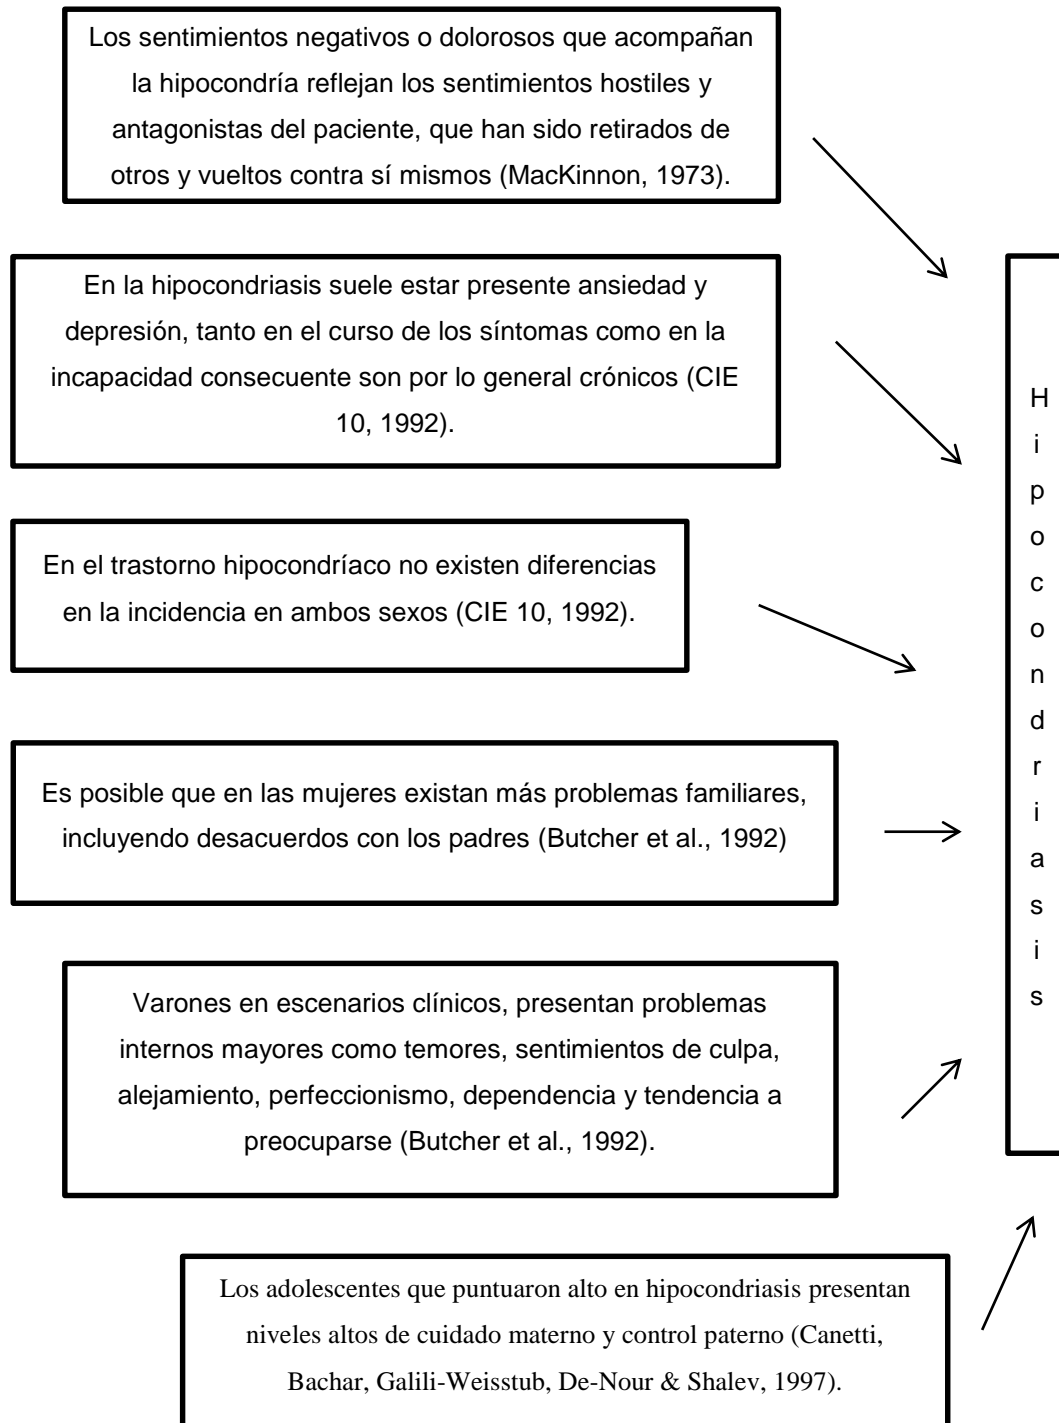 Los sentimientos negativos o dolorosos que acompañan
la hipocondría reflejan los sentimientos hostiles y
antagonistas del paciente, que han sido retirados de
otros y vueltos contra sí mismos (MacKinnon, 1973).
En la hipocondriasis suele estar presente ansiedad y
depresión, tanto en el curso de los síntomas como en la
incapacidad consecuente son por lo general crónicos (CIE
10, 1992).
En el trastorno hipocondríaco no existen diferencias
en la incidencia en ambos sexos (CIE 10, 1992).
Es posible que en las mujeres existan más problemas familiares,
incluyendo desacuerdos con los padres (Butcher et al., 1992)
Varones en escenarios clínicos, presentan problemas
internos mayores como temores, sentimientos de culpa,
alejamiento, perfeccionismo, dependencia y tendencia a
preocuparse (Butcher et al., 1992).
Los adolescentes que puntuaron alto en hipocondriasis presentan
niveles altos de cuidado materno y control paterno (Canetti,
Bachar, Galili-Weisstub, De-Nour & Shalev, 1997).
H
i
p
o
c
o
n
d
r
i
a
s
i
s